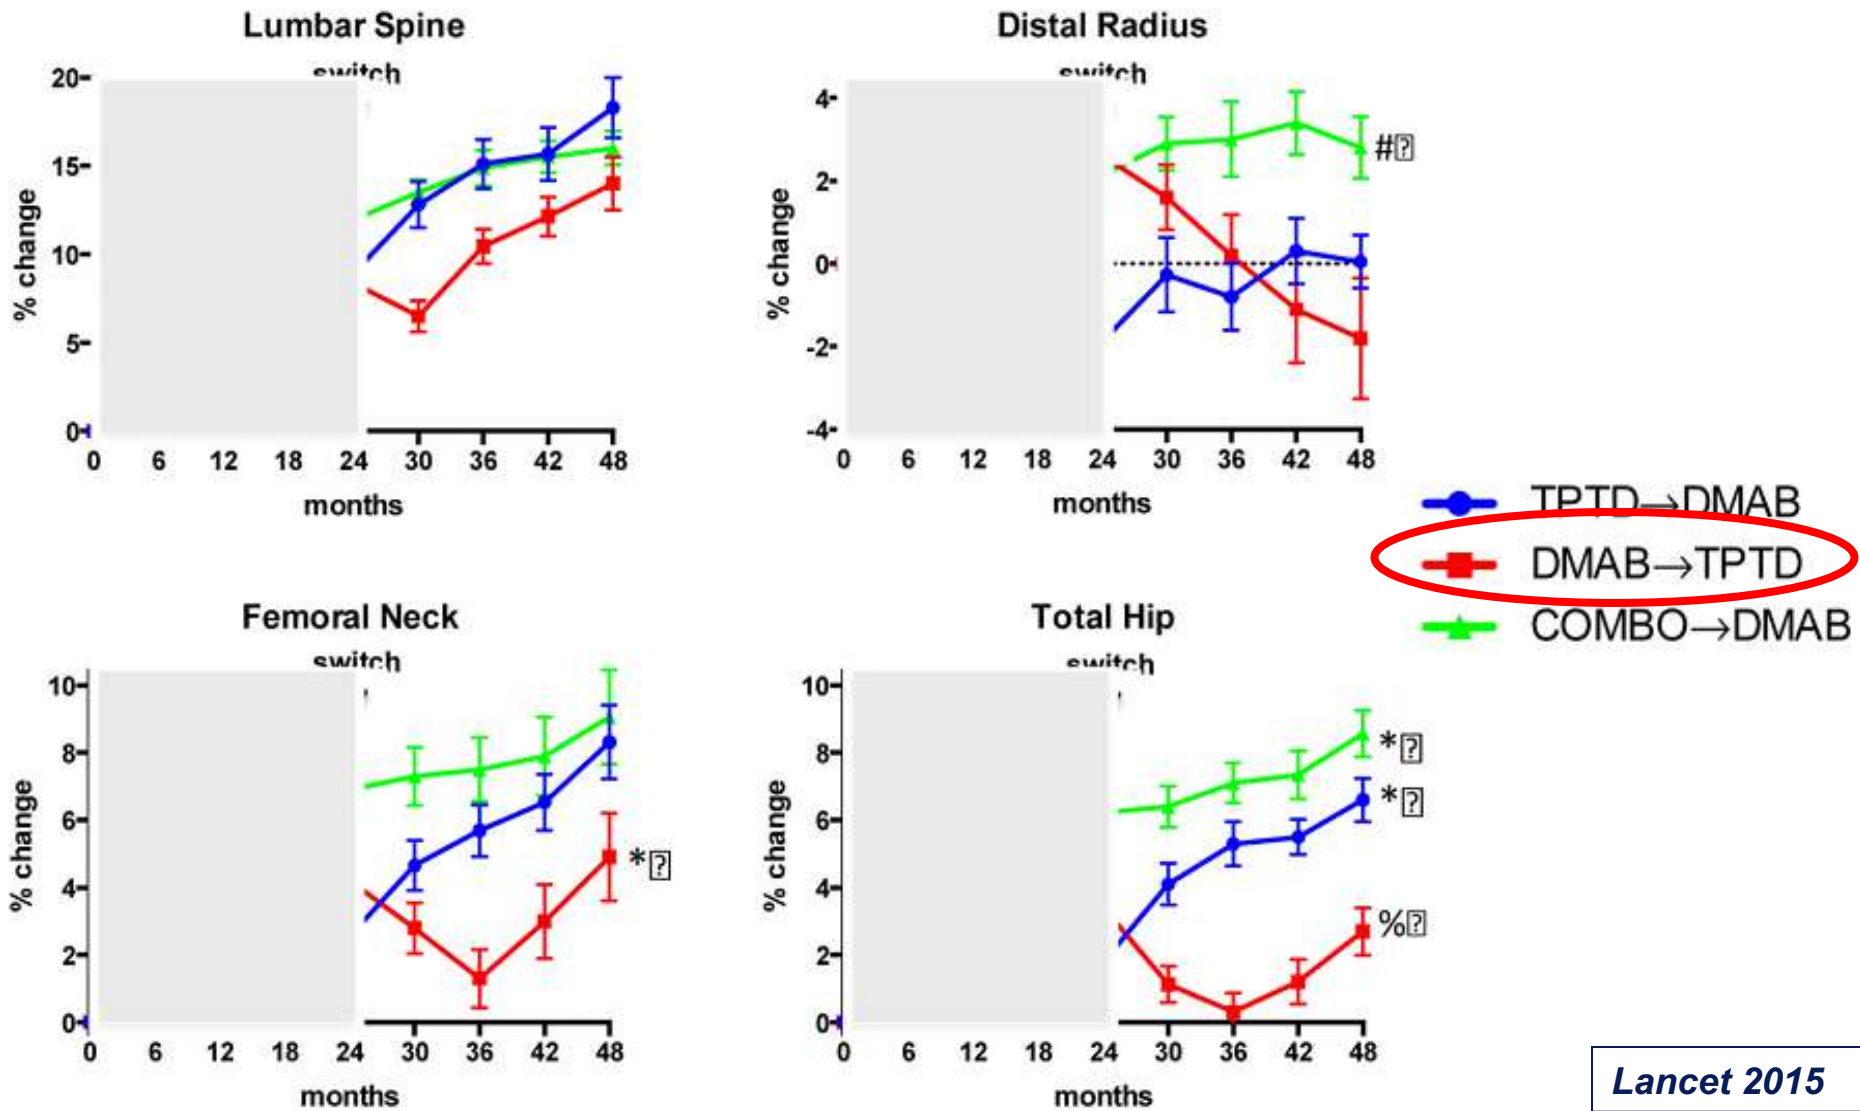 Lumbar Spine
switch
20
15
10
5
0
% change
0 6 12 18 24 30 36 42 48
months
Distal Radius
switch
4
2
0
-2
-4
% change
0 6 12 18 24 30 36 42 48
months
#
TPTD→DMAB
DMAB→TPTD
COMBO→DMAB
Femoral Neck
switch
10
8
6
4
2
0
% change
0 6 12 18 24 30 36 42 48
months
*
Total Hip
switch
10
8
6
4
2
0
% change
0 6 12 18 24 30 36 42 48
months
*
*
%
Lancet 2015